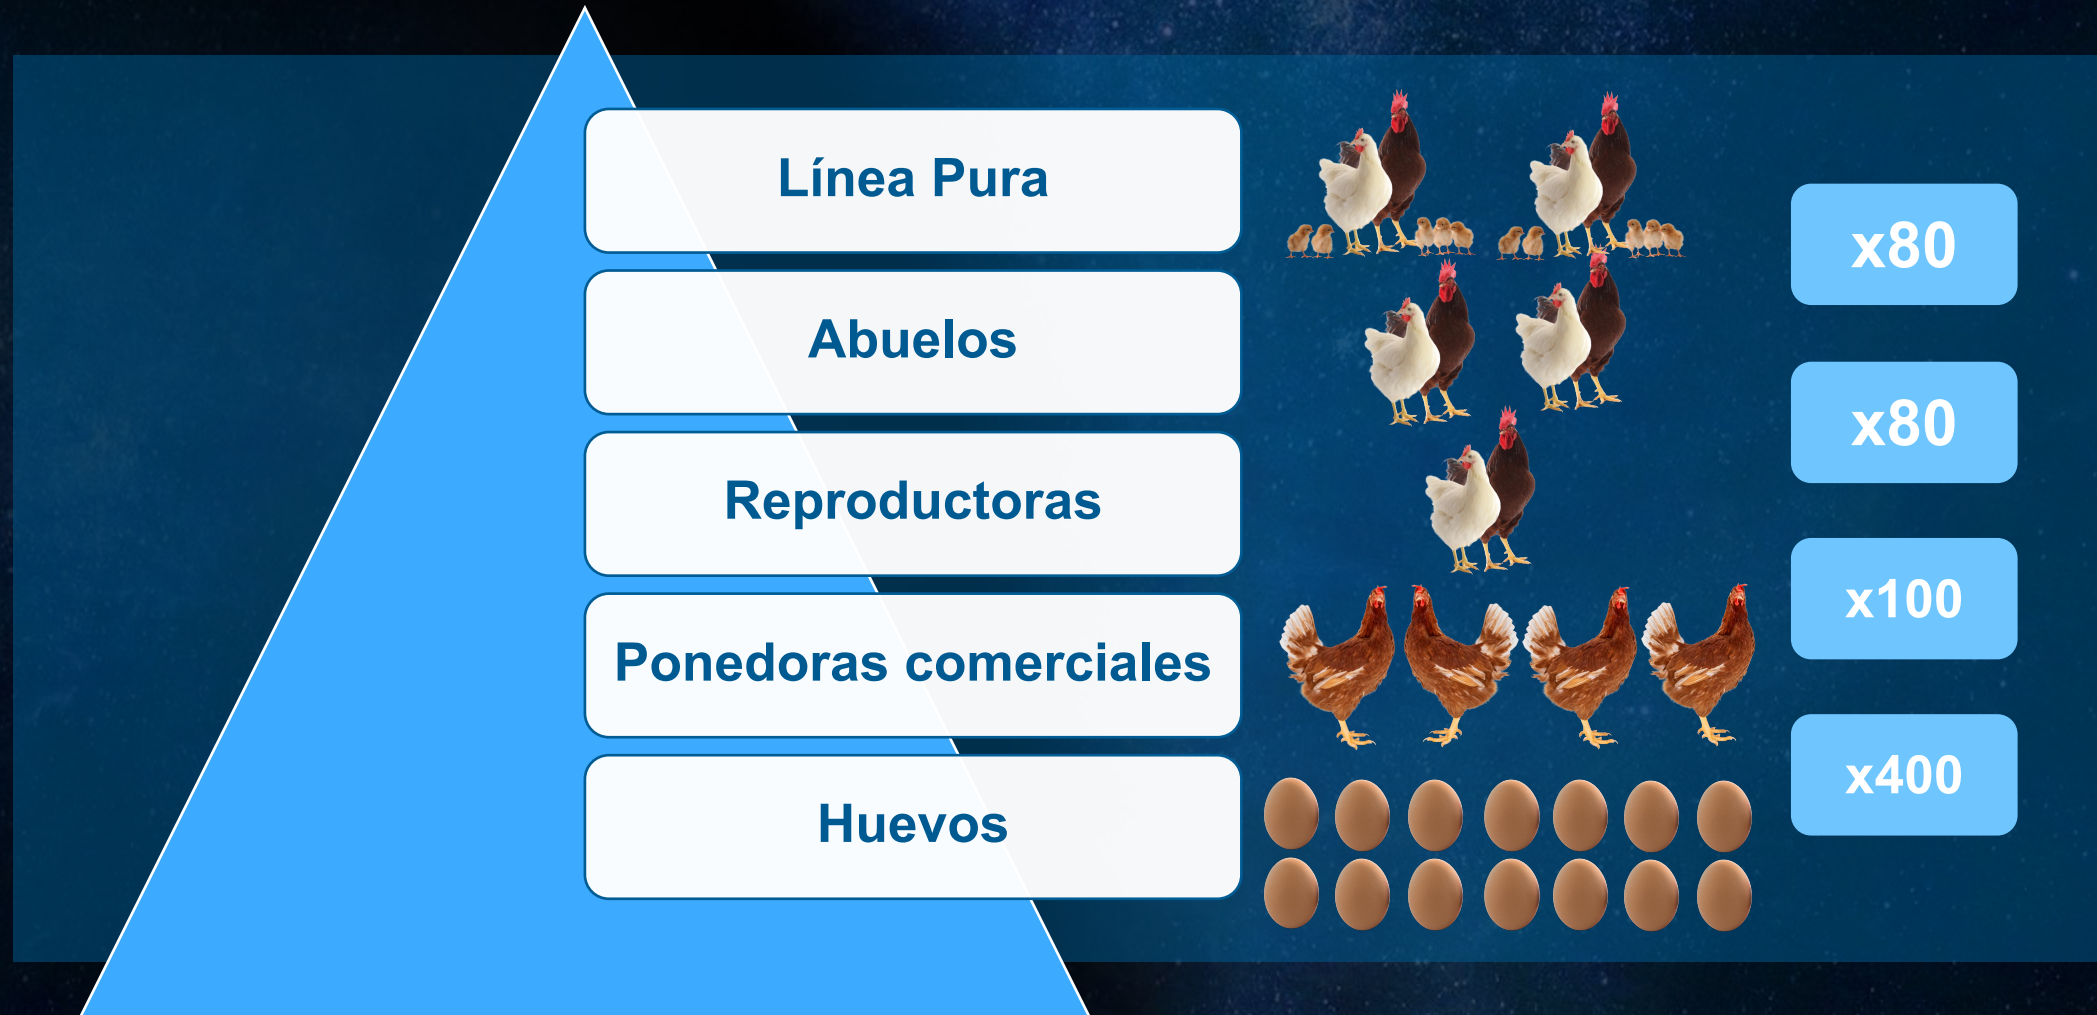 Línea Pura
x80
Abuelos
x80
Reproductoras
x100
Ponedoras comerciales
x400
Huevos